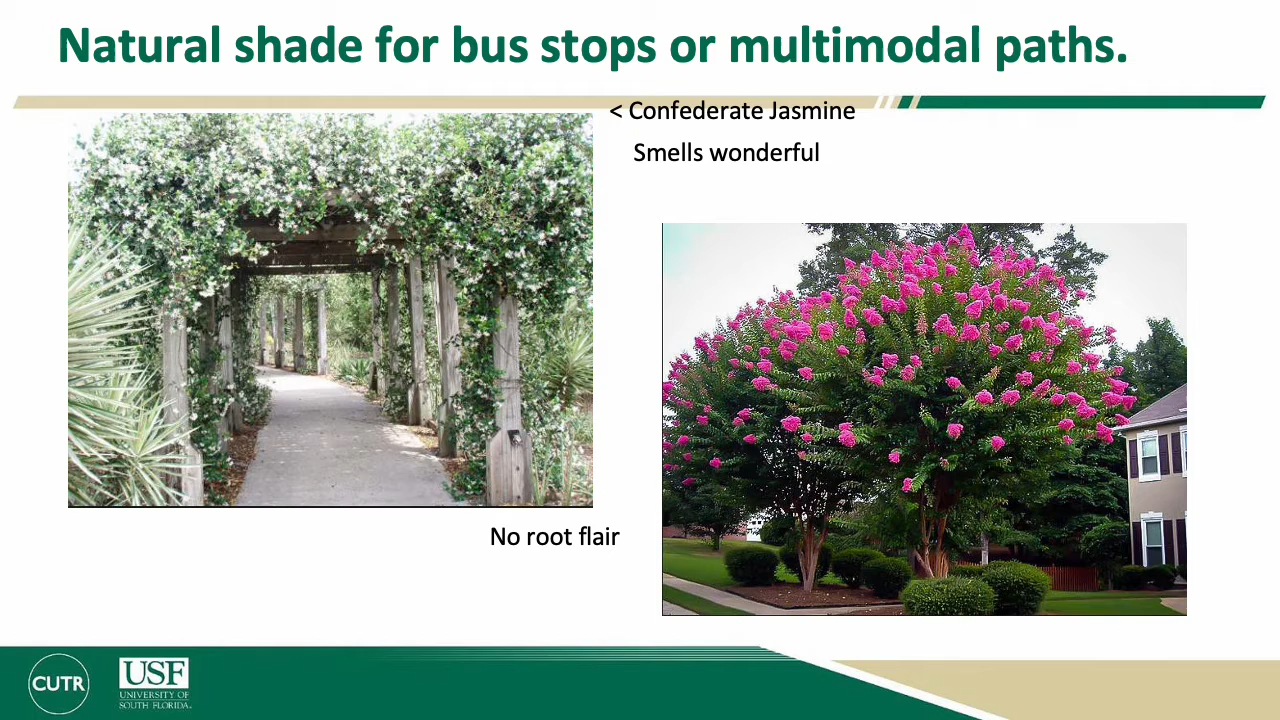 Natural shade for bus stops or multimodal paths.
< Confederate Jasmine
Smells wonderful
No root flair
CUTR
USF
UNIVERSITY OF
SOUTH FLORIDA